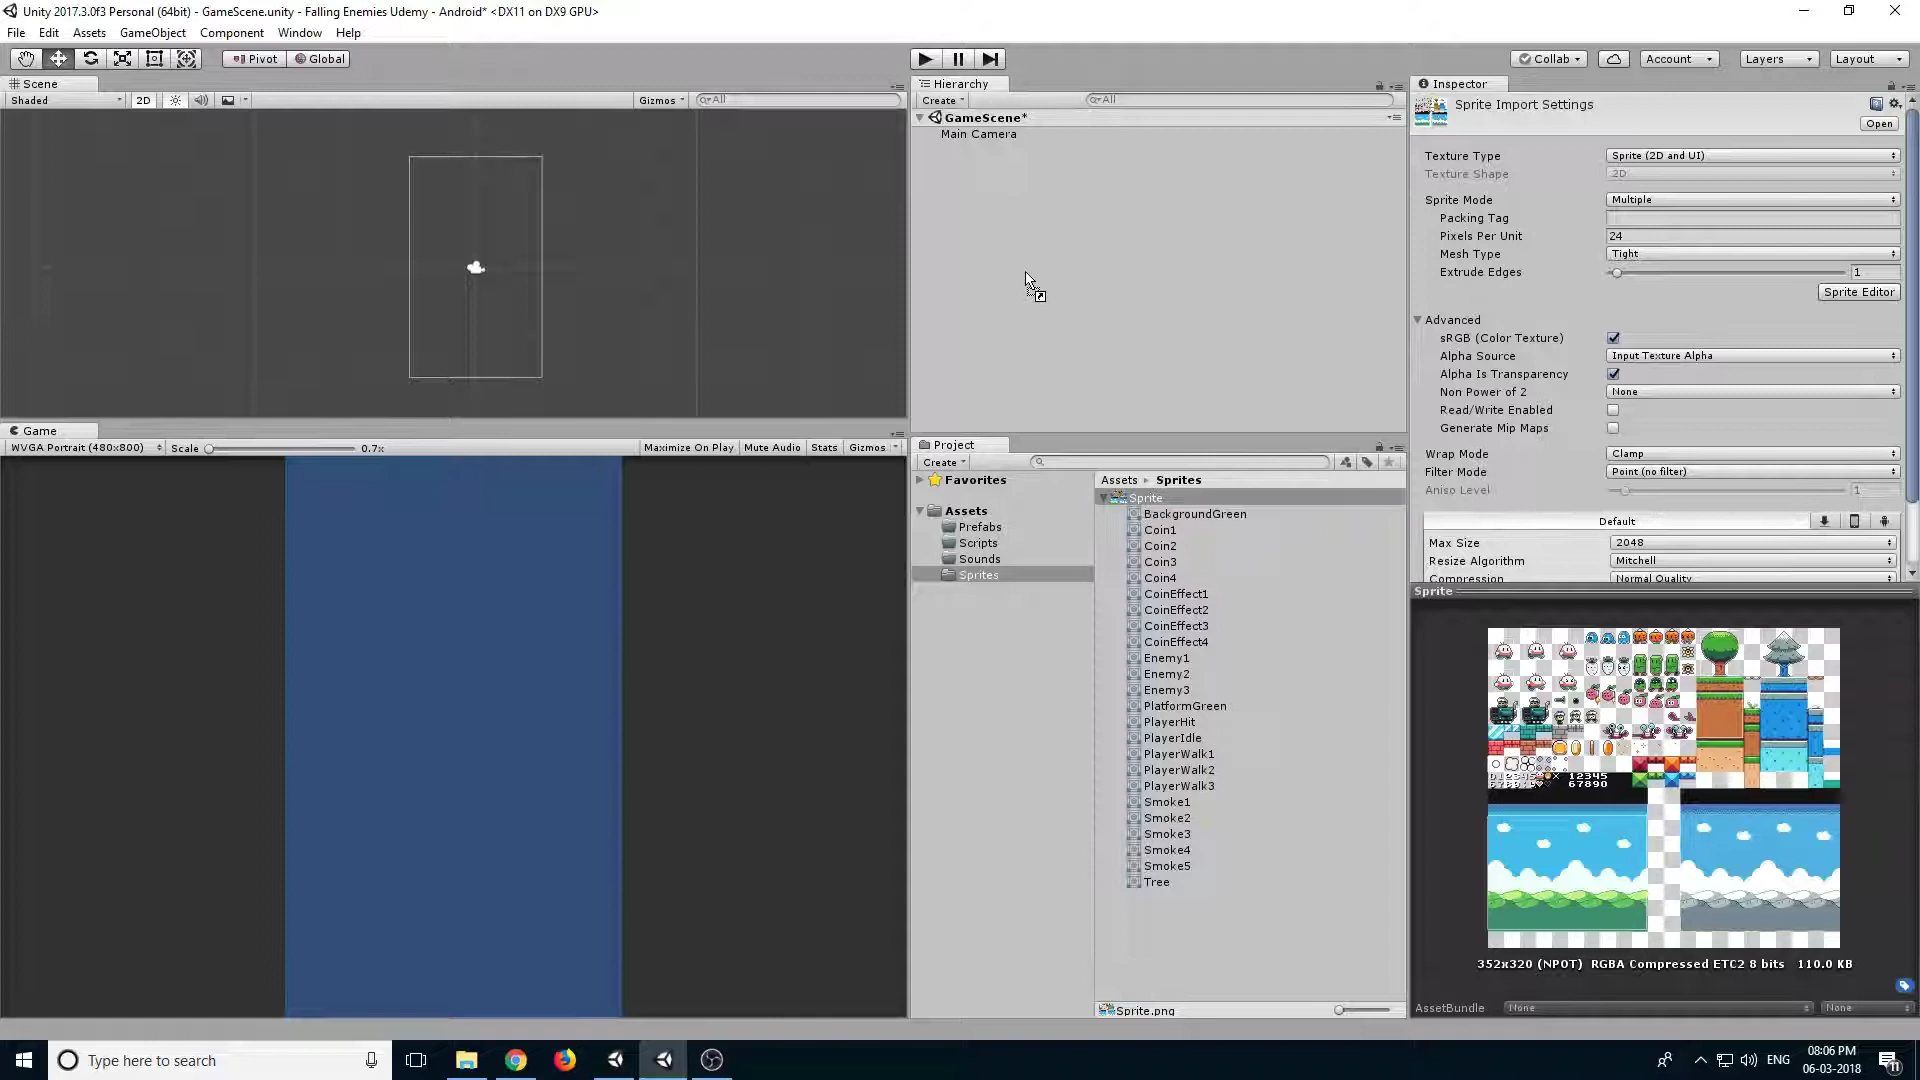 Unity 2017.3.0f3 Personal (64bit) - GameScene.unity - Falling Enemies Udemy - Android* <DX11 on DX9 GPU>
File Edit Assets GameObject Component Window Help
Pivot Global
Collab Account Layers Layout
Scene
Shaded 2D Gizmos All
Game
WVGA Portrait (480x800) Scale 0.7x Maximize On Play Mute Audio Stats Gizmos
Hierarchy
Create All
GameScene*
Main Camera
Project
Create
Favorites
Assets
Prefabs
Scripts
Sounds
Sprites
Assets Sprites
Sprite
BackgroundGreen
Coin1
Coin2
Coin3
Coin4
CoinEffect1
CoinEffect2
CoinEffect3
CoinEffect4
Enemy1
Enemy2
Enemy3
PlatformGreen
PlayerHit
PlayerIdle
PlayerWalk1
PlayerWalk2
PlayerWalk3
Smoke1
Smoke2
Smoke3
Smoke4
Smoke5
Tree
Sprite.png
Inspector
Sprite Import Settings
Open
Texture Type Sprite (2D and UI)
Texture Shape 2D
Sprite Mode Multiple
Packing Tag
Pixels Per Unit 24
Mesh Type Tight
Extrude Edges 1
Sprite Editor
Advanced
sRGB (Color Texture)
Alpha Source Input Texture Alpha
Alpha Is Transparency
Non Power of 2 None
Read/Write Enabled
Generate Mip Maps
Wrap Mode Clamp
Filter Mode Point (no filter)
Aniso Level 1
Default
Max Size 2048
Resize Algorithm Mitchell
Compression Normal Quality
Sprite
12345
67890
352x320 (NPOT) RGBA Compressed ETC2 8 bits 110.0 KB
AssetBundle None None
Type here to search
ENG
08:06 PM
06-03-2018
11